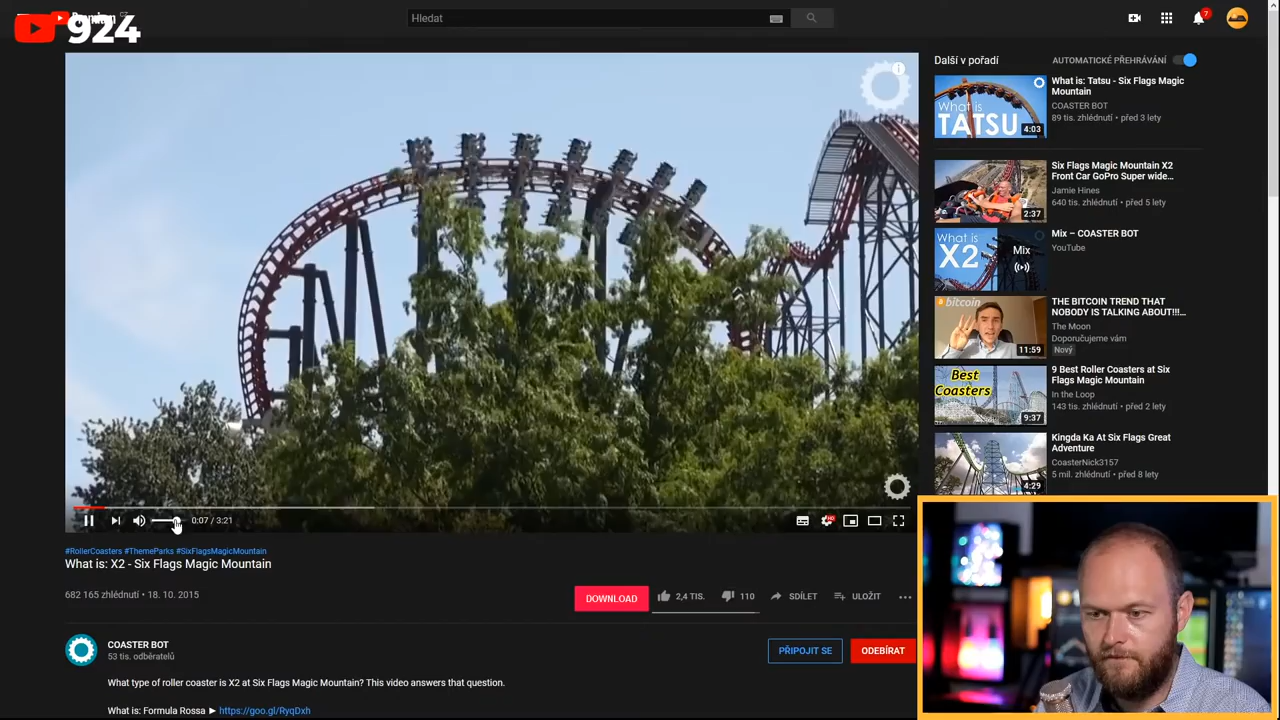 924
Hledat
7
Další v pořadí
AUTOMATICKÉ PŘEHRÁVÁNÍ
What is
TATSU
4:03
What is: Tatsu - Six Flags Magic
Mountain
COASTER BOT
89 tis. zhlédnutí • před 3 lety
2:37
Six Flags Magic Mountain X2
Front Car GoPro Super wide...
Jamie Hines
640 tis. zhlédnutí • před 5 lety
What is
X2
Mix
Mix – COASTER BOT
YouTube
bitcoin
11:59
THE BITCOIN TREND THAT
NOBODY IS TALKING ABOUT!!!...
The Moon
Doporučujeme vám
Nový
Best
Coasters
9:37
9 Best Roller Coasters at Six
Flags Magic Mountain
In the Loop
143 tis. zhlédnutí • před 2 lety
4:29
Kingda Ka At Six Flags Great
Adventure
CoasterNick3157
5 mil. zhlédnutí • před 8 lety
0:07 / 3:21
HD
#RollerCoasters #ThemeParks #SixFlagsMagicMountain
What is: X2 - Six Flags Magic Mountain
682 165 zhlédnutí • 18. 10. 2015
DOWNLOAD
2,4 TIS.
110
SDÍLET
ULOŽIT
COASTER BOT
53 tis. odběratelů
PŘIPOJIT SE
ODEBÍRAT
What type of roller coaster is X2 at Six Flags Magic Mountain? This video answers that question.
What is: Formula Rossa ► https://goo.gl/RyqDxh